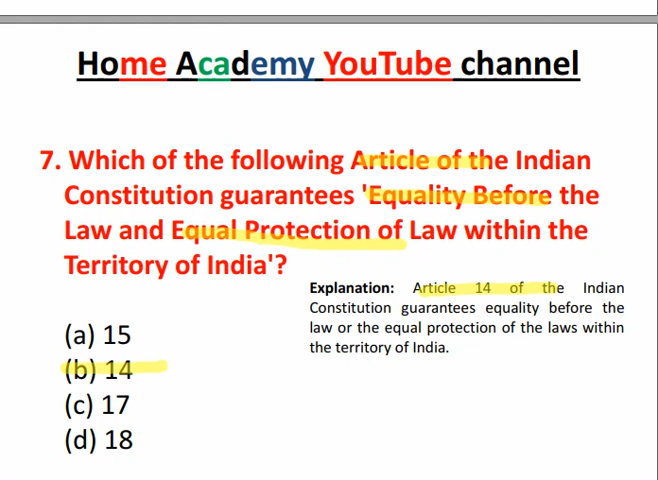 Home Academy YouTube channel
7. Which of the following Article of the Indian
Constitution guarantees 'Equality Before the
Law and Equal Protection of Law within the
Territory of India'?
Explanation: Article 14 of the Indian
Constitution guarantees equality before the
law or the equal protection of the laws within
the territory of India.
(a) 15
(b) 14
(c) 17
(d) 18